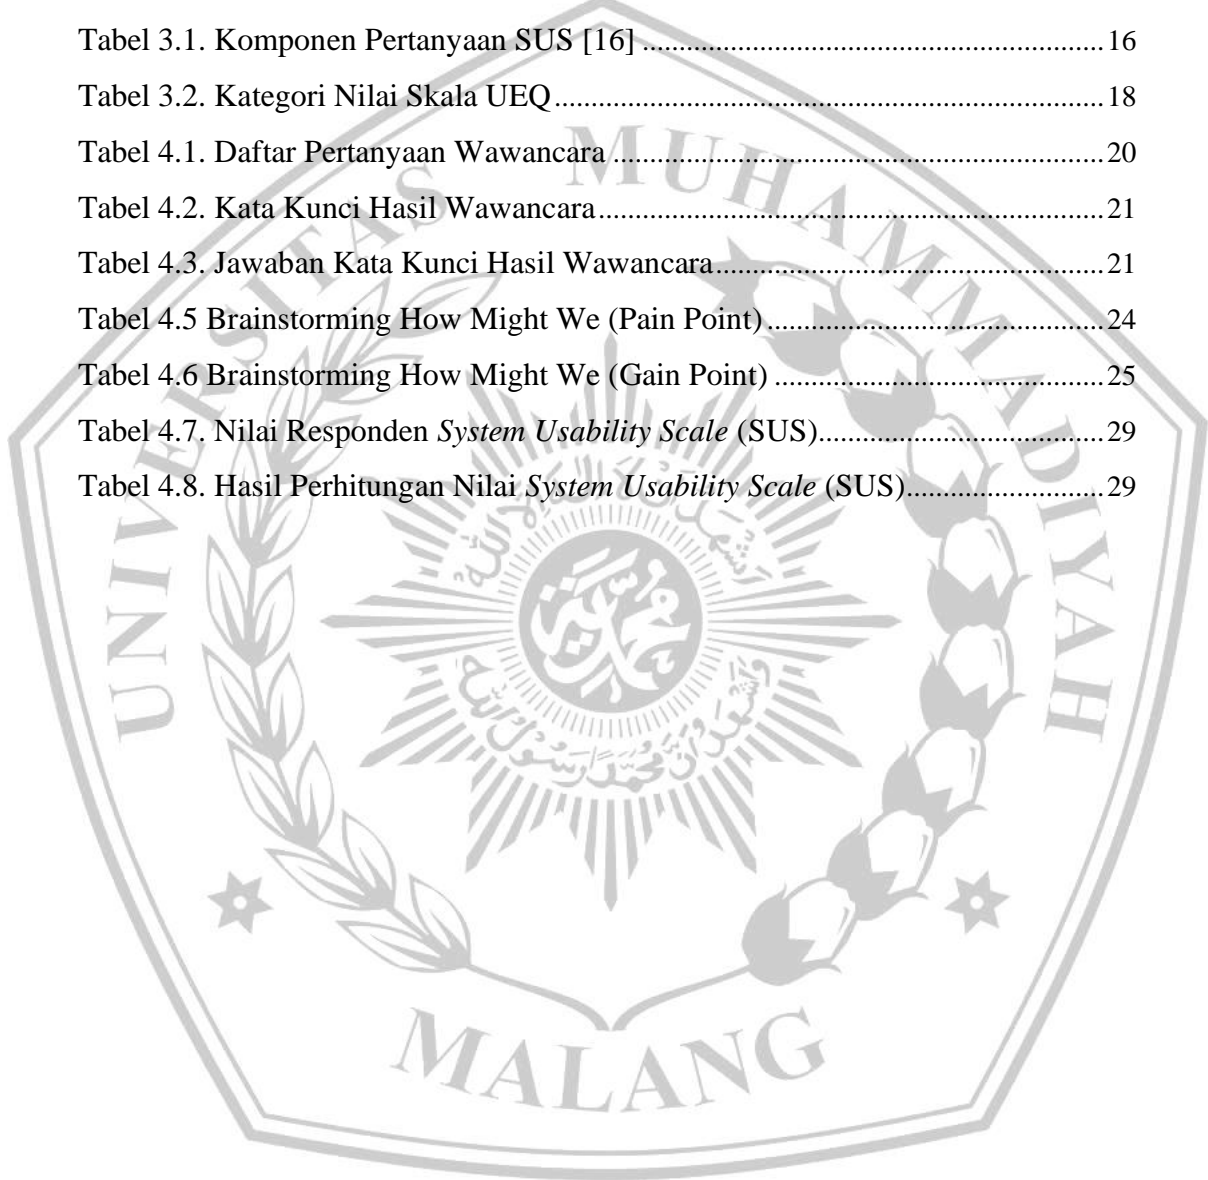 Tabel 3.1. Komponen Pertanyaan SUS [16] ................................................................ 16
Tabel 3.2. Kategori Nilai Skala UEQ ................................................................ 18
Tabel 4.1. Daftar Pertanyaan Wawancara ................................................................ 20
Tabel 4.2. Kata Kunci Hasil Wawancara ................................................................ 21
Tabel 4.3. Jawaban Kata Kunci Hasil Wawancara ................................................................ 21
Tabel 4.5 Brainstorming How Might We (Pain Point) ................................................................ 24
Tabel 4.6 Brainstorming How Might We (Gain Point) ................................................................ 25
Tabel 4.7. Nilai Responden System Usability Scale (SUS) ................................................................ 29
Tabel 4.8. Hasil Perhitungan Nilai System Usability Scale (SUS) ................................................................ 29
UNIVERSITAS MUHAMMADIYAH
MALANG